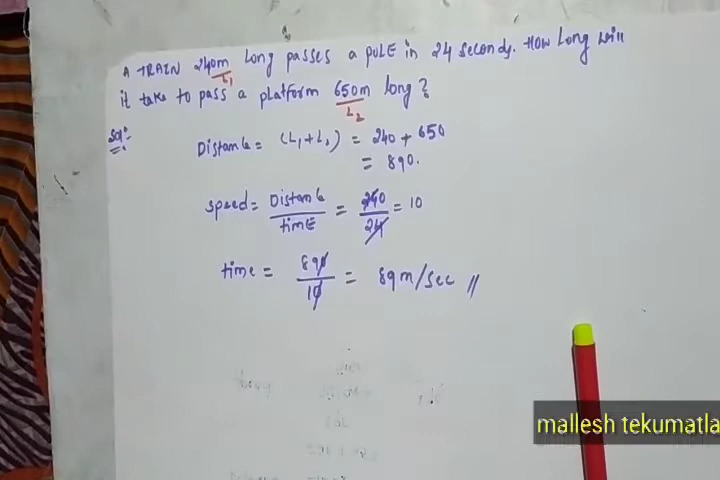 A TRAIN 240m long passes a POLE in 24 seconds. How long will
L1
it take to pass a platform 650m long?
L2
Sol:-
Distance = (L1+L2) = 240 + 650
= 890.
speed = Distance / time = 240 / 24 = 10
time = 890 / 10 = 89m/sec //
mallesh tekumatla